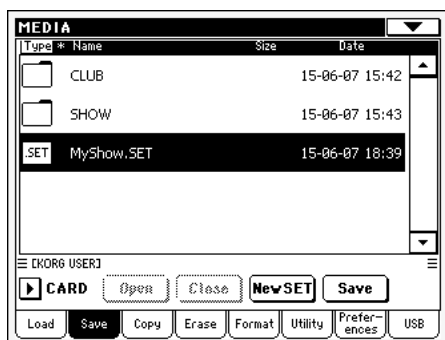 MEDIA
Type * Name Size Date
CLUB 15-06-07 15:42
SHOW 15-06-07 15:43
.SET MyShow.SET 15-06-07 18:39
[KORG USER]
CARD Open Close New SET Save
Load Save Copy Erase Format Utility Prefer-ences USB